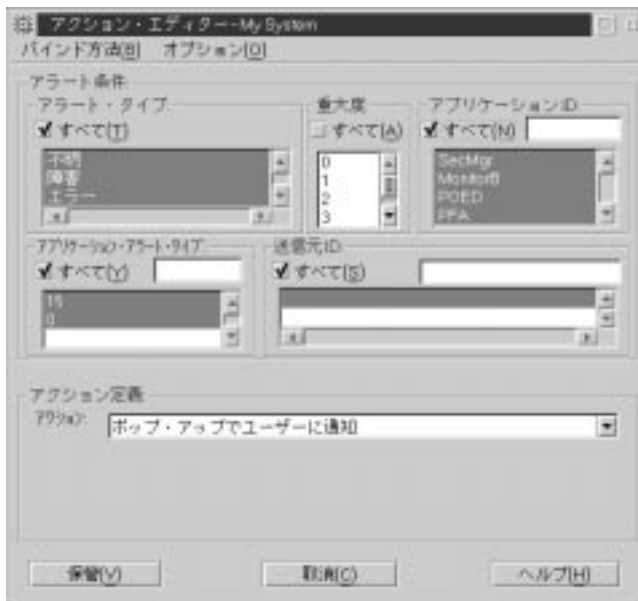 アクション・エディター-My System
バインド方法(B) オプション(O)
アラート条件
アラート・タイプ
すべて(T)
不明
障害
エラー
重大度
すべて(A)
0
1
2
3
アプリケーションID
すべて(N)
SecMgr
MonitorB
POED
PFA
アプリケーション・アラート・タイプ
すべて(Y)
15
0
送信元ID
すべて(S)
アクション定義
アクション:
ポップ・アップでユーザーに通知
保管(V) 取消(C) ヘルプ(H)